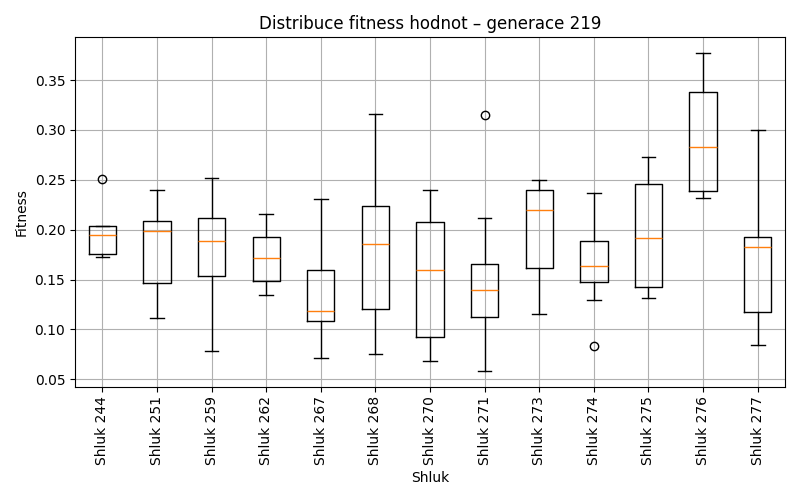 Distribuce fitness hodnot – generace 219
Fitness
0.35
0.30
0.25
0.20
0.15
0.10
0.05
Shluk 244
Shluk 251
Shluk 259
Shluk 262
Shluk 267
Shluk 268
Shluk 270
Shluk 271
Shluk 273
Shluk 274
Shluk 275
Shluk 276
Shluk 277
Shluk